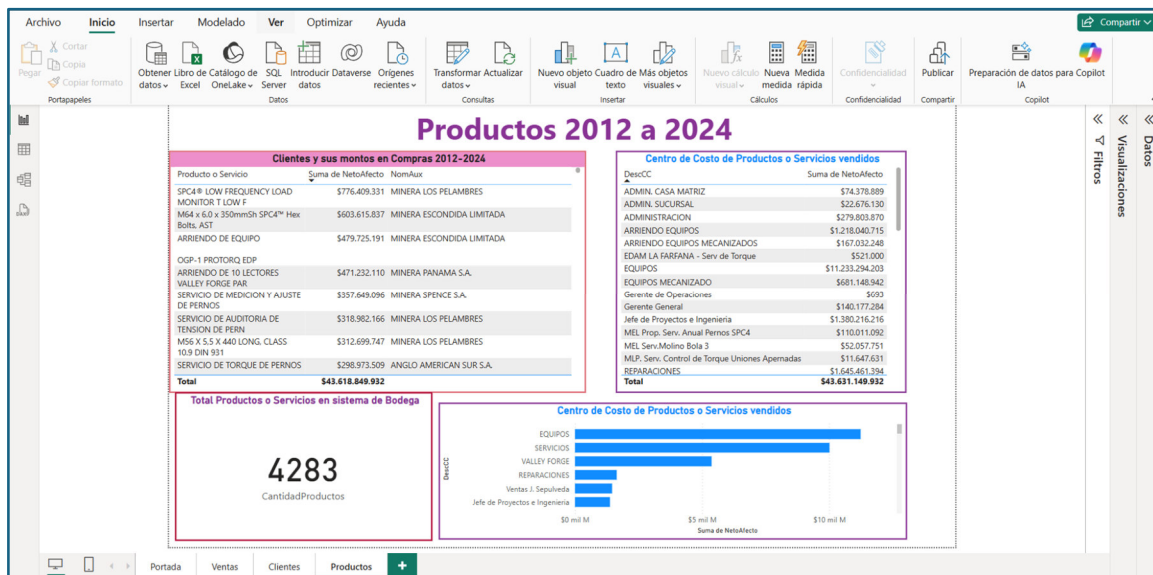 Archivo Inicio Insertar Modelado Ver Optimizar Ayuda Compartir
Pegar
Cortar
Copia
Copiar formato
Portapapeles
Obtener datos
Libro de Excel
Catálogo de OneLake
SQL Server
Introducir datos
Dataverse
Orígenes recientes
Datos
Transformar datos
Actualizar
Consultas
Nuevo objeto visual
Cuadro de texto
Más objetos visuales
Insertar
Nuevo cálculo visual
Nueva medida
Medida rápida
Cálculos
Confidencialidad
Confidencialidad
Publicar
Compartir
Preparación de datos para IA
Copilot
Copilot
Productos 2012 a 2024
Clientes y sus montos en Compras 2012-2024
Producto o Servicio Suma de NetoAfecto NomAux
SPC4® LOW FREQUENCY LOAD $776.409.331 MINERA LOS PELAMBRES
MONITOR T LOW F
M64 x 6.0 x 350mmSh SPC4™ Hex $603.615.837 MINERA ESCONDIDA LIMITADA
Bolts, AST
ARRIENDO DE EQUIPO $479.725.191 MINERA ESCONDIDA LIMITADA
OGP-1 PROTORQ EDP
ARRIENDO DE 10 LECTORES $471.232.110 MINERA PANAMA S.A.
VALLEY FORGE PAR
SERVICIO DE MEDICION Y AJUSTE $357.649.096 MINERA SPENCE S.A.
DE PERNOS
SERVICIO DE AUDITORIA DE $318.982.166 MINERA LOS PELAMBRES
TENSION DE PERN
M56 X 5.5 X 440 LONG, CLASS $312.699.747 MINERA LOS PELAMBRES
10.9 DIN 931
SERVICIO DE TORQUE DE PERNOS $298.973.509 ANGLO AMERICAN SUR S.A.
Total $43.618.849.932
Centro de Costo de Productos o Servicios vendidos
DescCC Suma de NetoAfecto
ADMIN. CASA MATRIZ $74.378.889
ADMIN. SUCURSAL $22.676.130
ADMINISTRACION $279.803.870
ARRIENDO EQUIPOS $1.218.040.715
ARRIENDO EQUIPOS MECANIZADOS $167.032.248
EDAM LA FARFANA - Serv de Torque $521.000
EQUIPOS $11.233.294.203
EQUIPOS MECANIZADO $681.148.942
Gerente de Operaciones $693
Gerente General $140.177.284
Jefe de Proyectos e Ingenieria $1.380.216.216
MEL Prop. Serv. Anual Pernos SPC4 $110.011.092
MEL Serv.Molino Bola 3 $52.057.751
MLP. Serv. Control de Torque Uniones Apernadas $11.647.631
REPARACIONES $1.645.461.394
Total $43.631.149.932
Total Productos o Servicios en sistema de Bodega
4283
CantidadProductos
Centro de Costo de Productos o Servicios vendidos
DescCC
EQUIPOS
SERVICIOS
VALLEY FORGE
REPARACIONES
Ventas J. Sepulveda
Jefe de Proyectos e Ingenieria
$0 mil M $5 mil M $10 mil M
Suma de NetoAfecto
Filtros
Visualizaciones
Datos
Portada Ventas Clientes Productos +